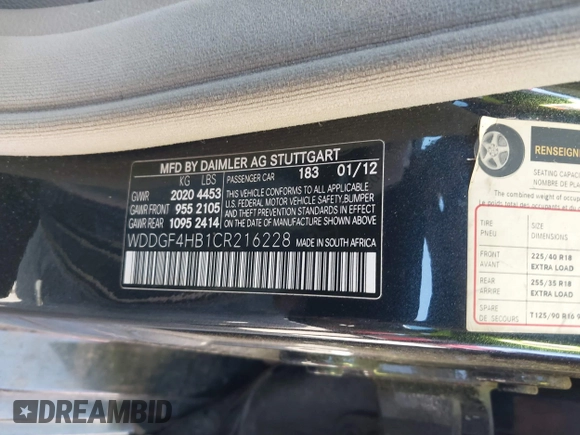 MFD BY DAIMLER AG STUTTGART
KG LBS PASSENGER CAR 183 01/12
GVWR 2020 4453
GAWR FRONT 955 2105
GAWR REAR 1095 2414
THIS VEHICLE CONFORMS TO ALL APPLICABLE
U.S. FEDERAL MOTOR VEHICLE SAFETY, BUMPER
AND THEFT PREVENTION STANDARDS IN EFFECT
ON THE DATE OF MANUFACTURE SHOWN ABOVE
WDDGF4HB1CR216228 MADE IN SOUTH AFRICA
RENSEIGNE
SEATING CAPACI
NOMBRE DE PLA
The combined weight of occup
TIRE SIZE
PNEU DIMENSIONS
FRONT 225/40 R18
AVANT EXTRA LOAD
REAR 255/35 R18
ARRIERE EXTRA LOAD
SPARE
DE SECOURS T125/90 R16
DREAMBID.com